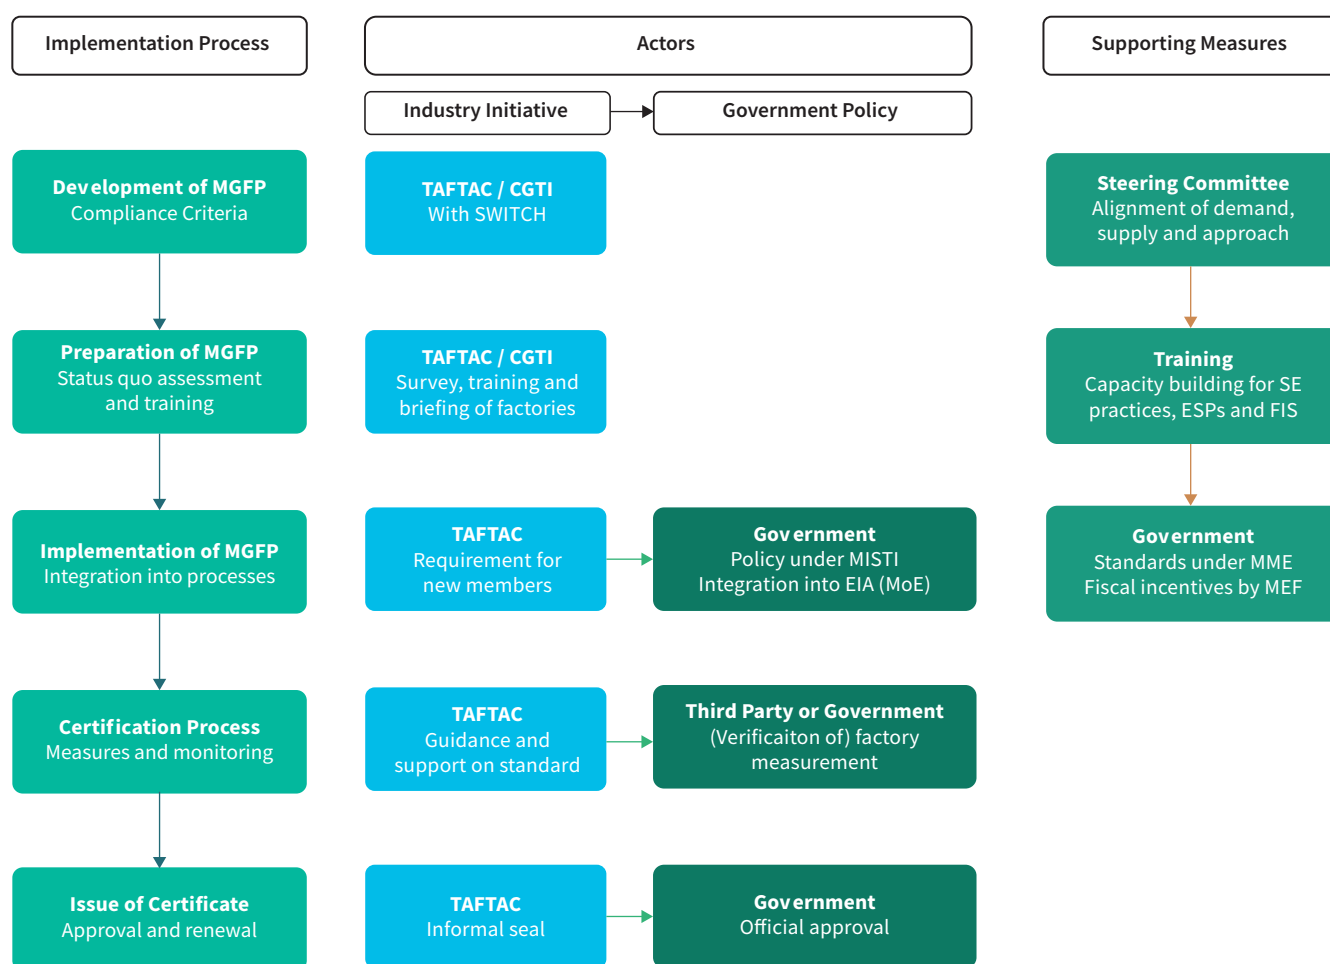 Implementation Process
Actors
Supporting Measures
Industry Initiative
Government Policy
Development of MGFP
Compliance Criteria
TAFTAC / CGTI
With SWITCH
Steering Committee
Alignment of demand,
supply and approach
Preparation of MGFP
Status quo assessment
and training
TAFTAC / CGTI
Survey, training and
briefing of factories
Training
Capacity building for SE
practices, ESPs and FIS
Implementation of MGFP
Integration into processes
TAFTAC
Requirement for
new members
Government
Policy under MISTI
Integration into EIA (MoE)
Government
Standards under MME
Fiscal incentives by MEF
Certification Process
Measures and monitoring
TAFTAC
Guidance and
support on standard
Third Party or Government
(Verificaiton of) factory
measurement
Issue of Certificate
Approval and renewal
TAFTAC
Informal seal
Government
Official approval